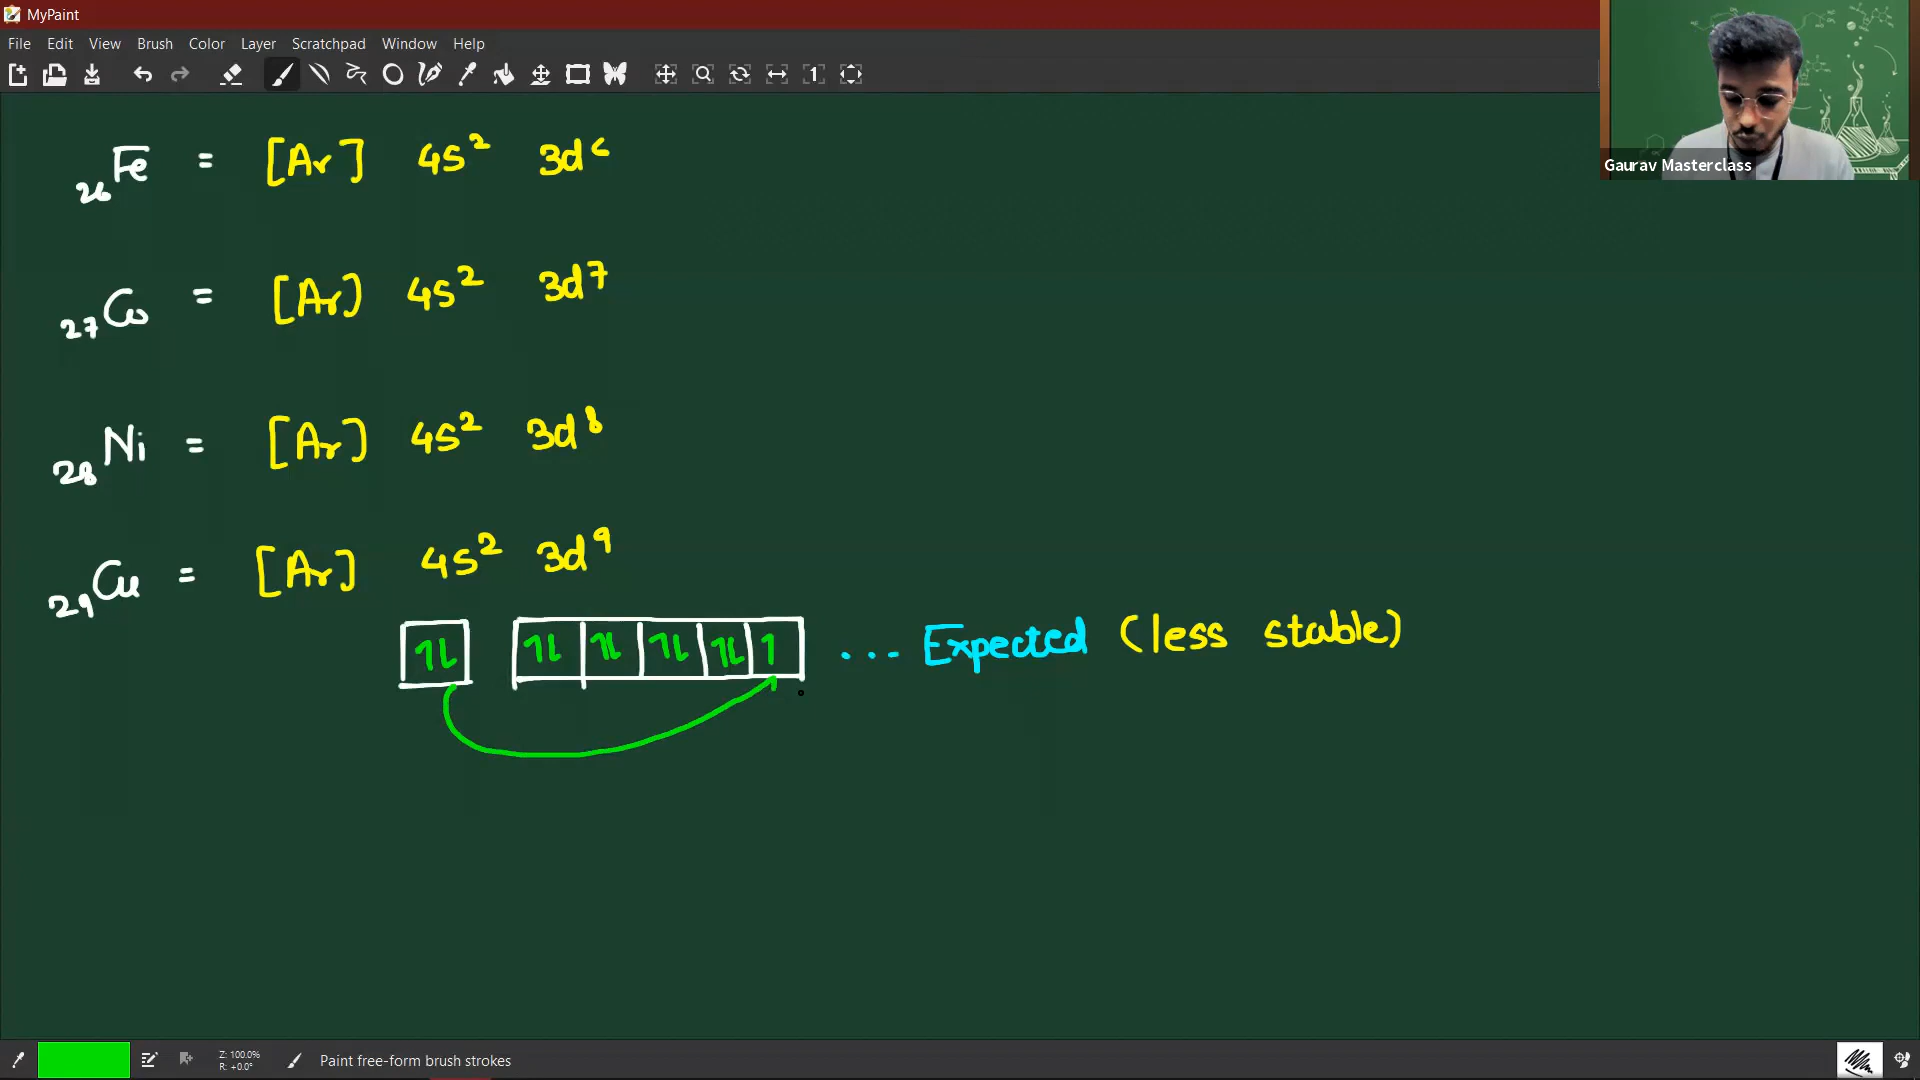 MyPaint
File Edit View Brush Color Layer Scratchpad Window Help
Gaurav Masterclass
₂₆Fe = [Ar] 4s² 3d⁶
₂₇Co = [Ar] 4s² 3d⁷
₂₈Ni = [Ar] 4s² 3d⁸
₂₉Cu = [Ar] 4s² 3d⁹
↿⇂ ↿⇂ ↿⇂ ↿⇂ ↿⇂ ↿ ... Expected (less stable)
Z: 100.0%
R: +0.0°
Paint free-form brush strokes